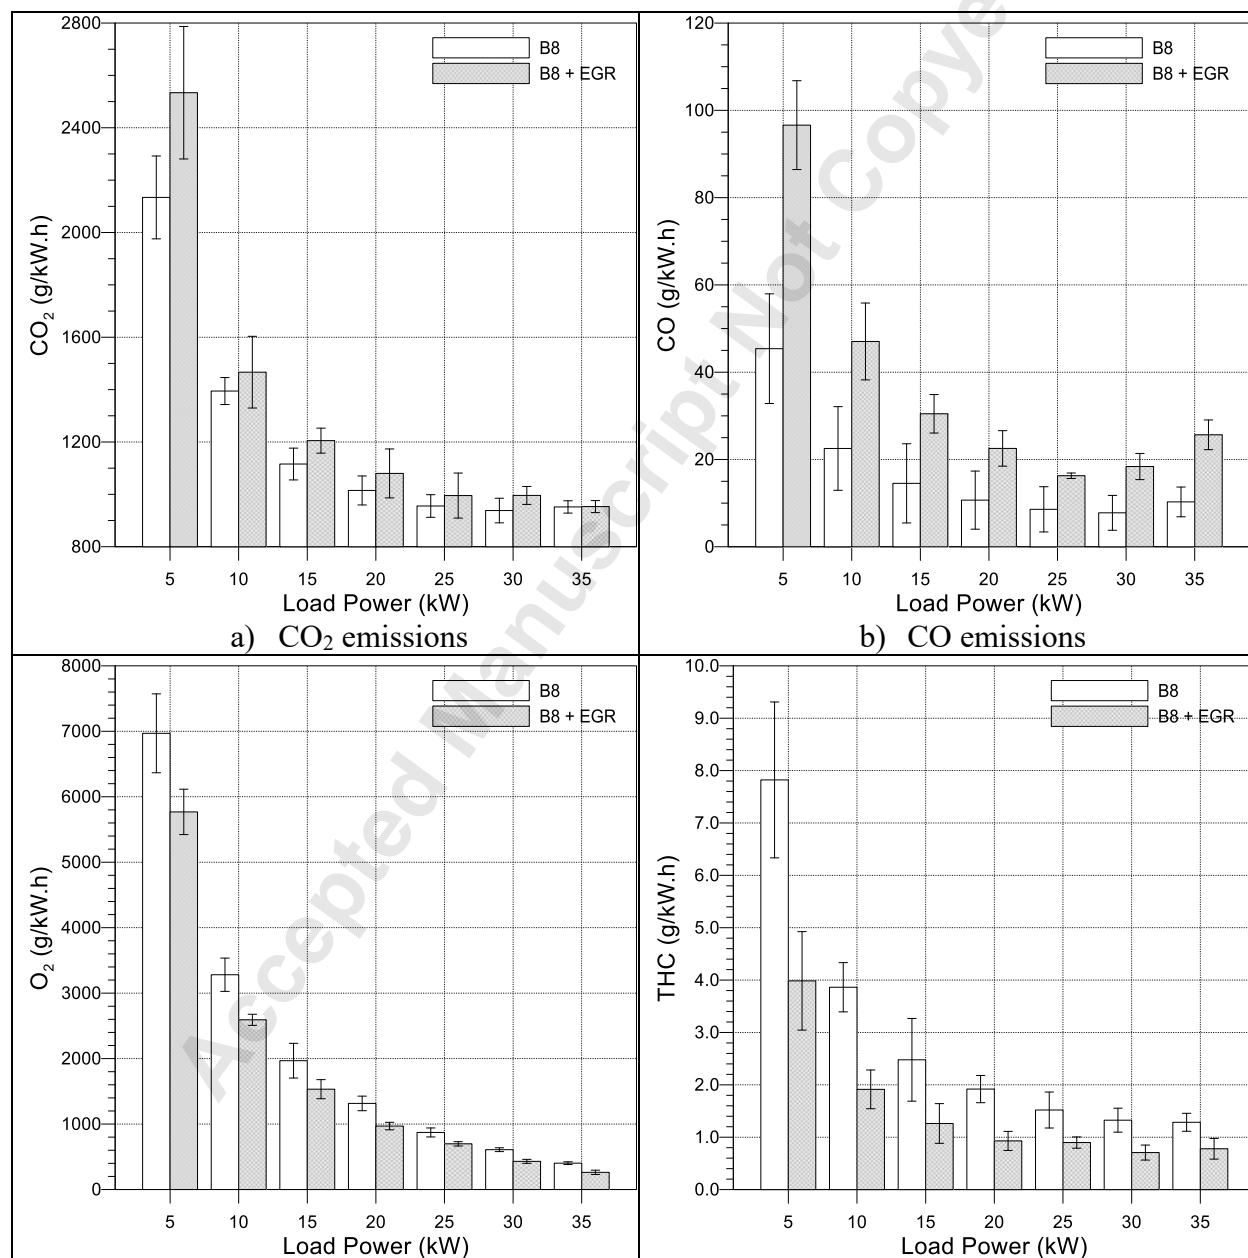 2800
2400
2000
1600
1200
800
CO₂ (g/kW.h)
B8
B8 + EGR
5 10 15 20 25 30 35
Load Power (kW)
a) CO₂ emissions
120
100
80
60
40
20
0
CO (g/kW.h)
B8
B8 + EGR
5 10 15 20 25 30 35
Load Power (kW)
b) CO emissions
8000
7000
6000
5000
4000
3000
2000
1000
0
O₂ (g/kW.h)
B8
B8 + EGR
5 10 15 20 25 30 35
Load Power (kW)
10.0
9.0
8.0
7.0
6.0
5.0
4.0
3.0
2.0
1.0
0.0
THC (g/kW.h)
B8
B8 + EGR
5 10 15 20 25 30 35
Load Power (kW)
Accepted Manuscript Not Copye